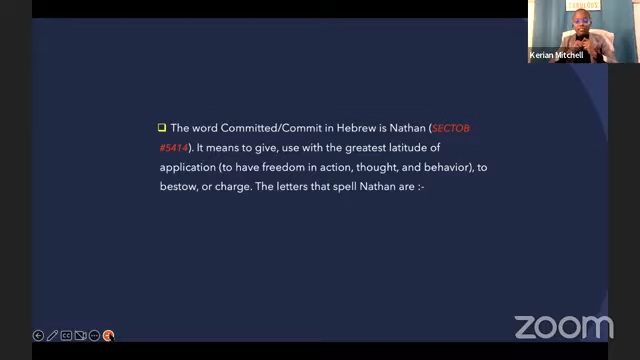 FABULOUS
Kerian Mitchell
The word Committed/Commit in Hebrew is Nathan (SECTOB
#5414). It means to give, use with the greatest latitude of
application (to have freedom in action, thought, and behavior), to
bestow, or charge. The letters that spell Nathan are :-
zoom